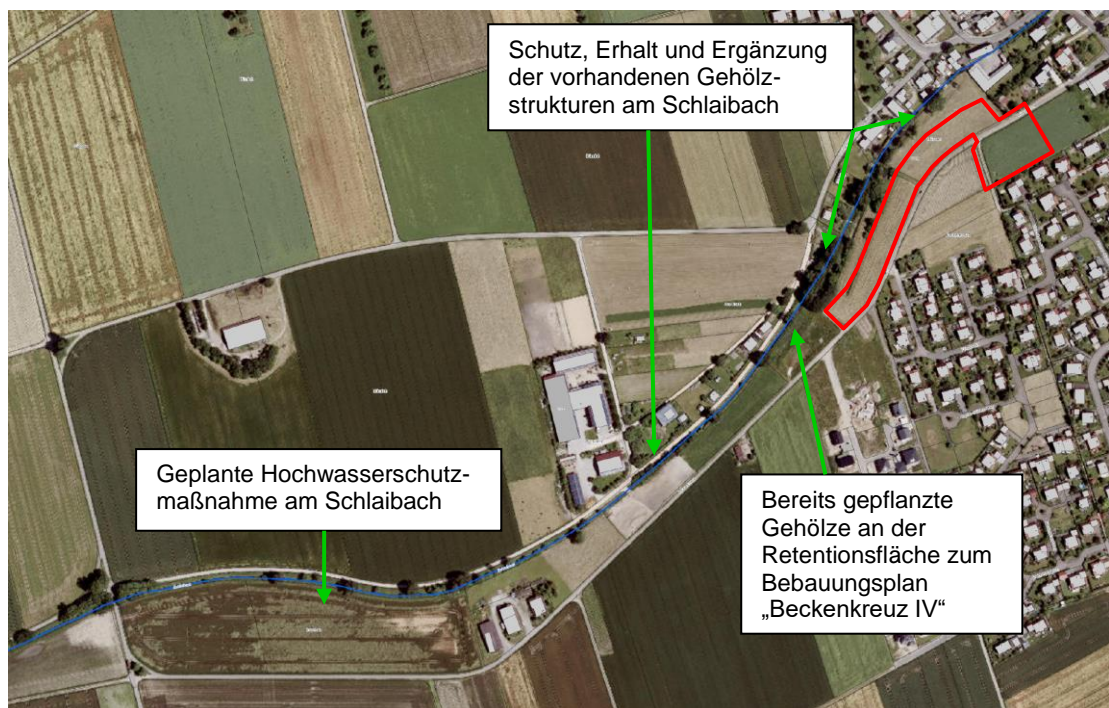 Schutz, Erhalt und Ergänzung
der vorhandenen Gehölz-
strukturen am Schlaibach
Geplante Hochwasserschutz-
maßnahme am Schlaibach
Bereits gepflanzte
Gehölze an der
Retentionsfläche zum
Bebauungsplan
„Beckenkreuz IV“